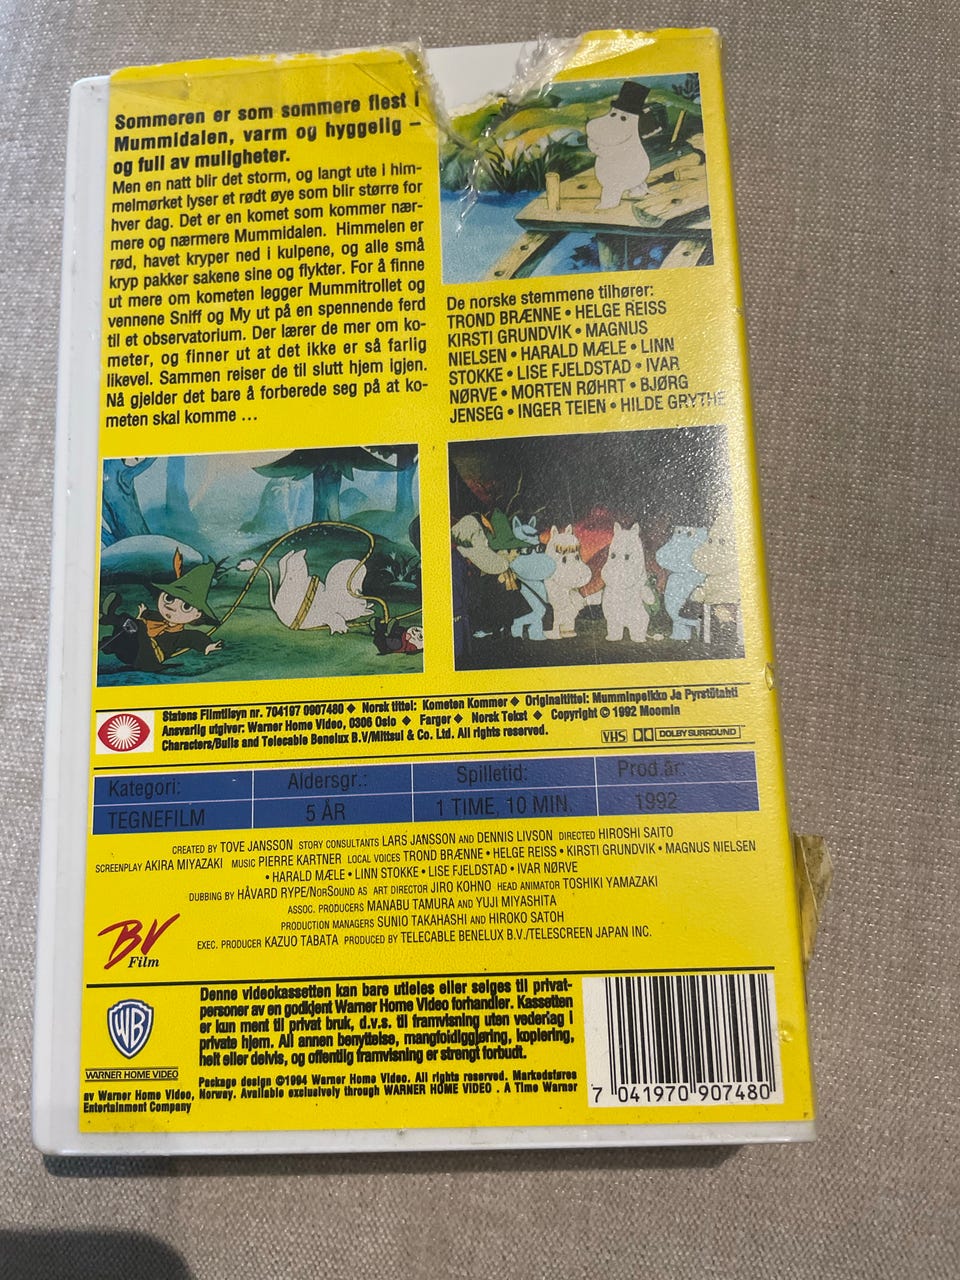 Sommeren er som sommere flest i
Mummidalen, varm og hyggelig –
og full av muligheter.
Men en natt blir det storm, og langt ute i him-
melmørket lyser et rødt øye som blir større for
hver dag. Det er en komet som kommer nær-
mere og nærmere Mummidalen. Himmelen er
rød, havet kryper ned i kulpene, og alle små
kryp pakker sakene sine og flykter. For å finne
ut mere om kometen legger Mummitrollet og
vennene Sniff og My ut på en spennende ferd
til et observatorium. Der lærer de mer om ko-
meter, og finner ut at det ikke er så farlig
likevel. Sammen reiser de til slutt hjem igjen.
Nå gjelder det bare å forberede seg på at ko-
meten skal komme ...
De norske stemmene tilhører:
TROND BRÆNNE • HELGE REISS
KIRSTI GRUNDVIK • MAGNUS
NIELSEN • HARALD MÆLE • LINN
STOKKE • LISE FJELDSTAD • IVAR
NØRVE • MORTEN RØHRT • BJØRG
JENSEG • INGER TEIEN • HILDE GRYTHE
Statens Filmtilsyn nr. 704197 0907480 ◆ Norsk tittel: Kometen Kommer ◆ Originaltittel: Mumminpeikko Ja Pyrstötahti
Ansvarlig utgiver: Warner Home Video, 0306 Oslo ◆ Farger ◆ Norsk Tekst ◆ Copyright © 1992 Moomin
Characters/Bulls and Telecable Benelux B.V/Mittsui & Co. Ltd. All rights reserved.
VHS DOLBY SURROUND
Kategori: Aldersgr.: Spilletid: Prod.år:
TEGNEFILM 5 ÅR 1 TIME, 10 MIN. 1992
CREATED BY TOVE JANSSON STORY CONSULTANTS LARS JANSSON AND DENNIS LIVSON DIRECTED HIROSHI SAITO
SCREENPLAY AKIRA MIYAZAKI MUSIC PIERRE KARTNER LOCAL VOICES TROND BRÆNNE • HELGE REISS • KIRSTI GRUNDVIK • MAGNUS NIELSEN
• HARALD MÆLE • LINN STOKKE • LISE FJELDSTAD • IVAR NØRVE
DUBBING BY HÅVARD RYPE/NORSOUND AS ART DIRECTOR JIRO KOHNO HEAD ANIMATOR TOSHIKI YAMAZAKI
ASSOC. PRODUCERS MANABU TAMURA AND YUJI MIYASHITA
PRODUCTION MANAGERS SUNIO TAKAHASHI AND HIROKO SATOH
EXEC. PRODUCER KAZUO TABATA PRODUCED BY TELECABLE BENELUX B.V./TELESCREEN JAPAN INC.
BV
Film
Denne videokassetten kan bare utleies eller selges til privat-
personer av en godkjent Warner Home Video forhandler. Kassetten
er kun ment til privat bruk, d.v.s. til framvisning uten vederlag i
private hjem. All annen benyttelse, mangfoldiggjøring, kopiering,
helt eller delvis, og offentlig framvisning er strengt forbudt.
WB
WARNER HOME VIDEO
Package design ©1994 Warner Home Video. All rights reserved. Markedsføres
av Warner Home Video, Norway. Available exclusively through WARNER HOME VIDEO . A Time Warner
Entertainment Company
7 041970 907480